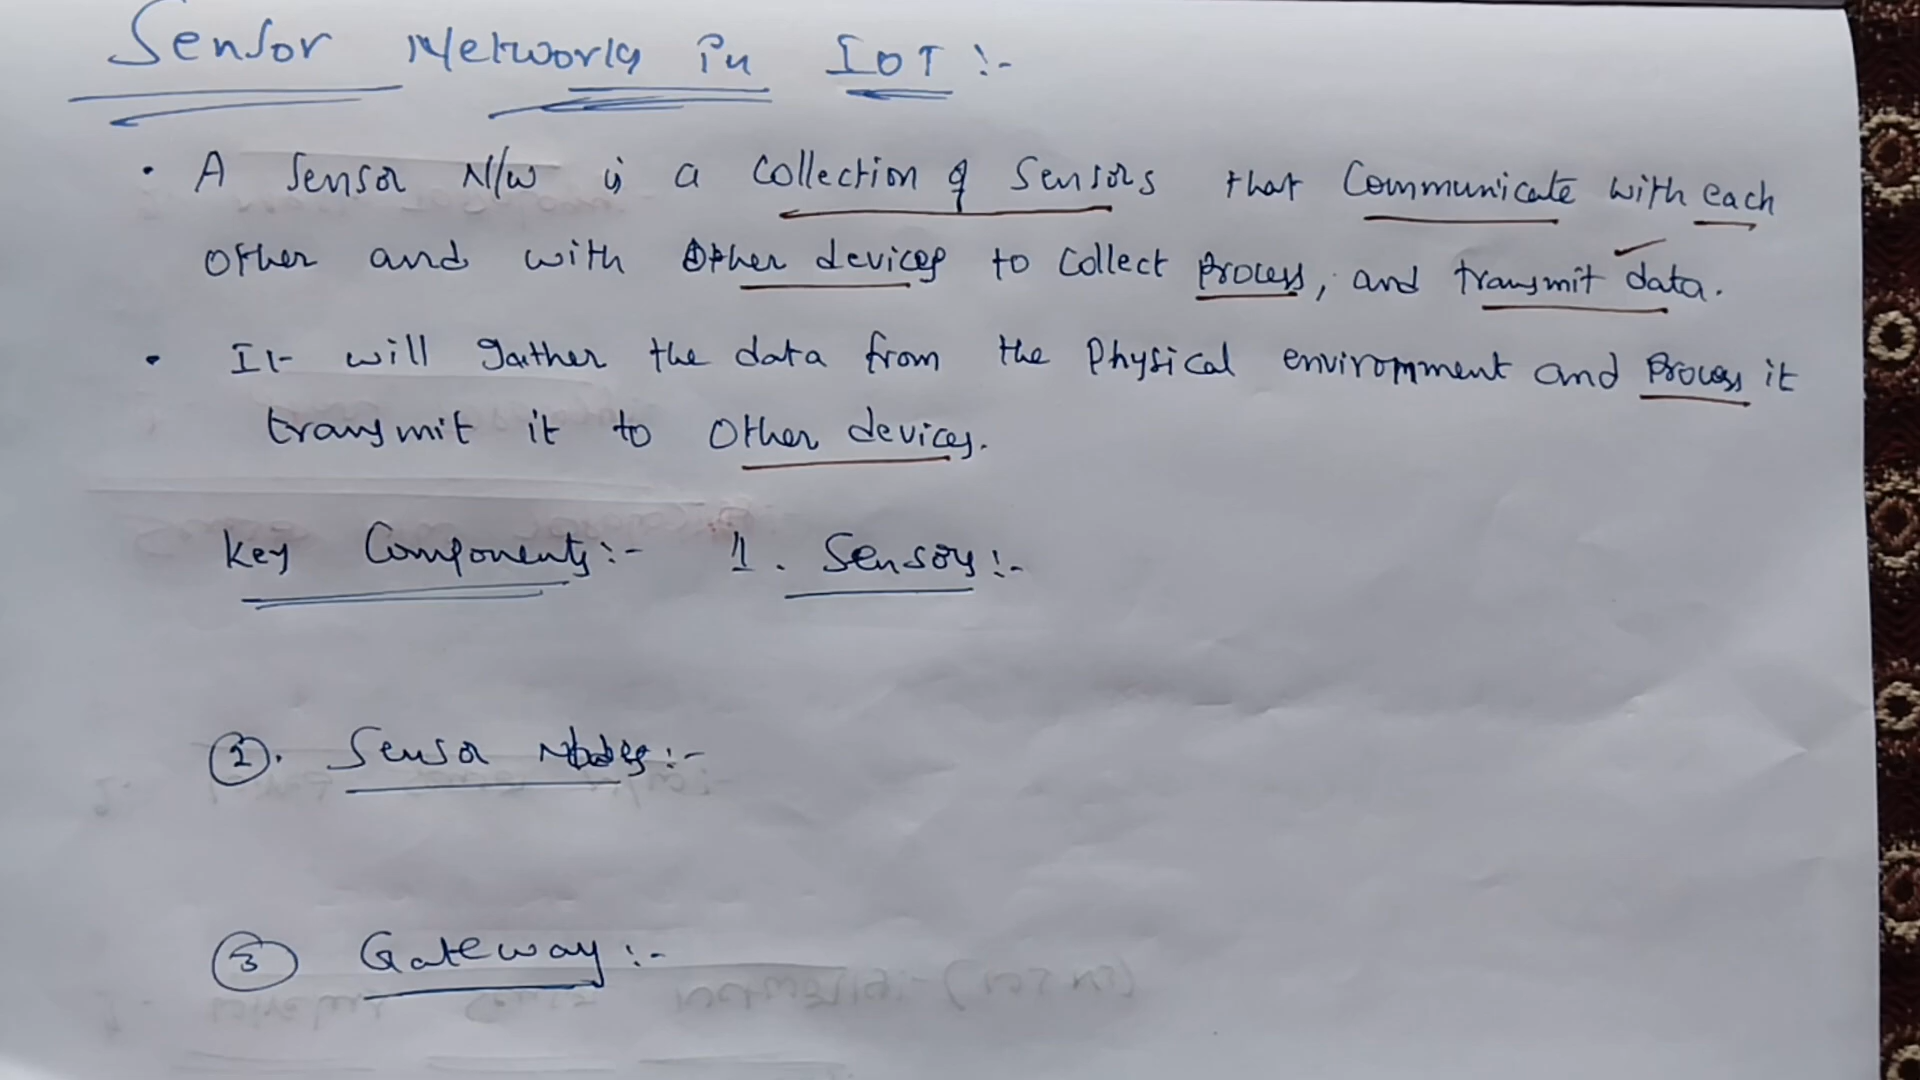 Sensor Networks in IOT :-
• A Sensor N/w is a collection of Sensors that Communicate with each
other and with Other devices to collect Process, and transmit data.
• It will gather the data from the Physical enviromment and Process it
transmit it to Other devices.
Key Components :- 1. Sensors :-
2. Sensor Nodes :-
3 Gateway :-